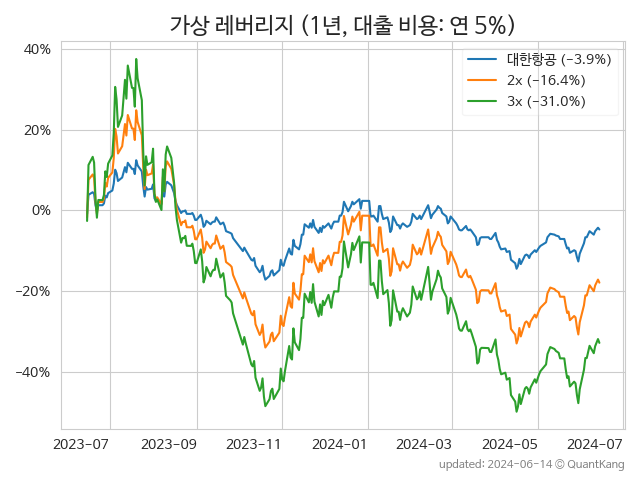 가상 레버리지 (1년, 대출 비용: 연 5%)
대한항공 (−3.9%)
2x (−16.4%)
3x (−31.0%)
40%
20%
0%
−20%
−40%
2023-07 2023-09 2023-11 2024-01 2024-03 2024-05 2024-07
updated: 2024-06-14 © QuantKang